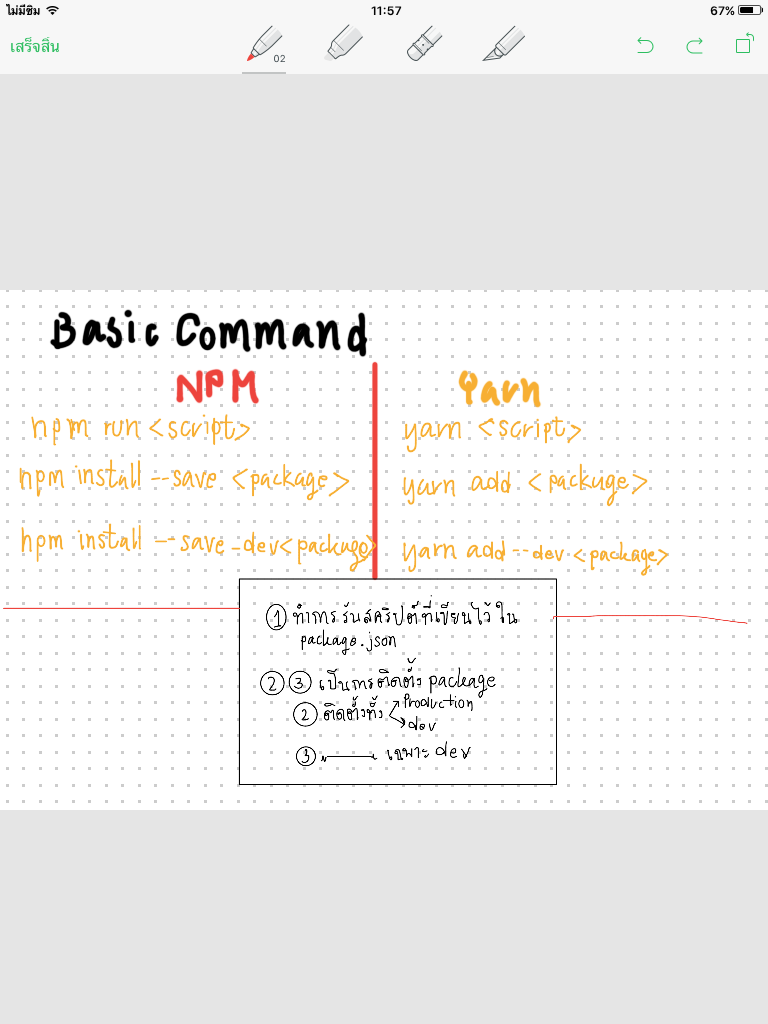 ไม่มีซิม 11:57 67%
เสร็จสิ้น 02
Basic Command
NPM Yarn
npm run <script> yarn <script>
npm install --save <package> yarn add <package>
npm install --save-dev<package> yarn add --dev <package>
1 ทำการรันสคริปต์ที่เขียนไว้ ใน
package.json
2 3 เป็นการติดตั้ง package
2 ติดตั้งทั้ง Production
dev
3 เฉพาะ dev